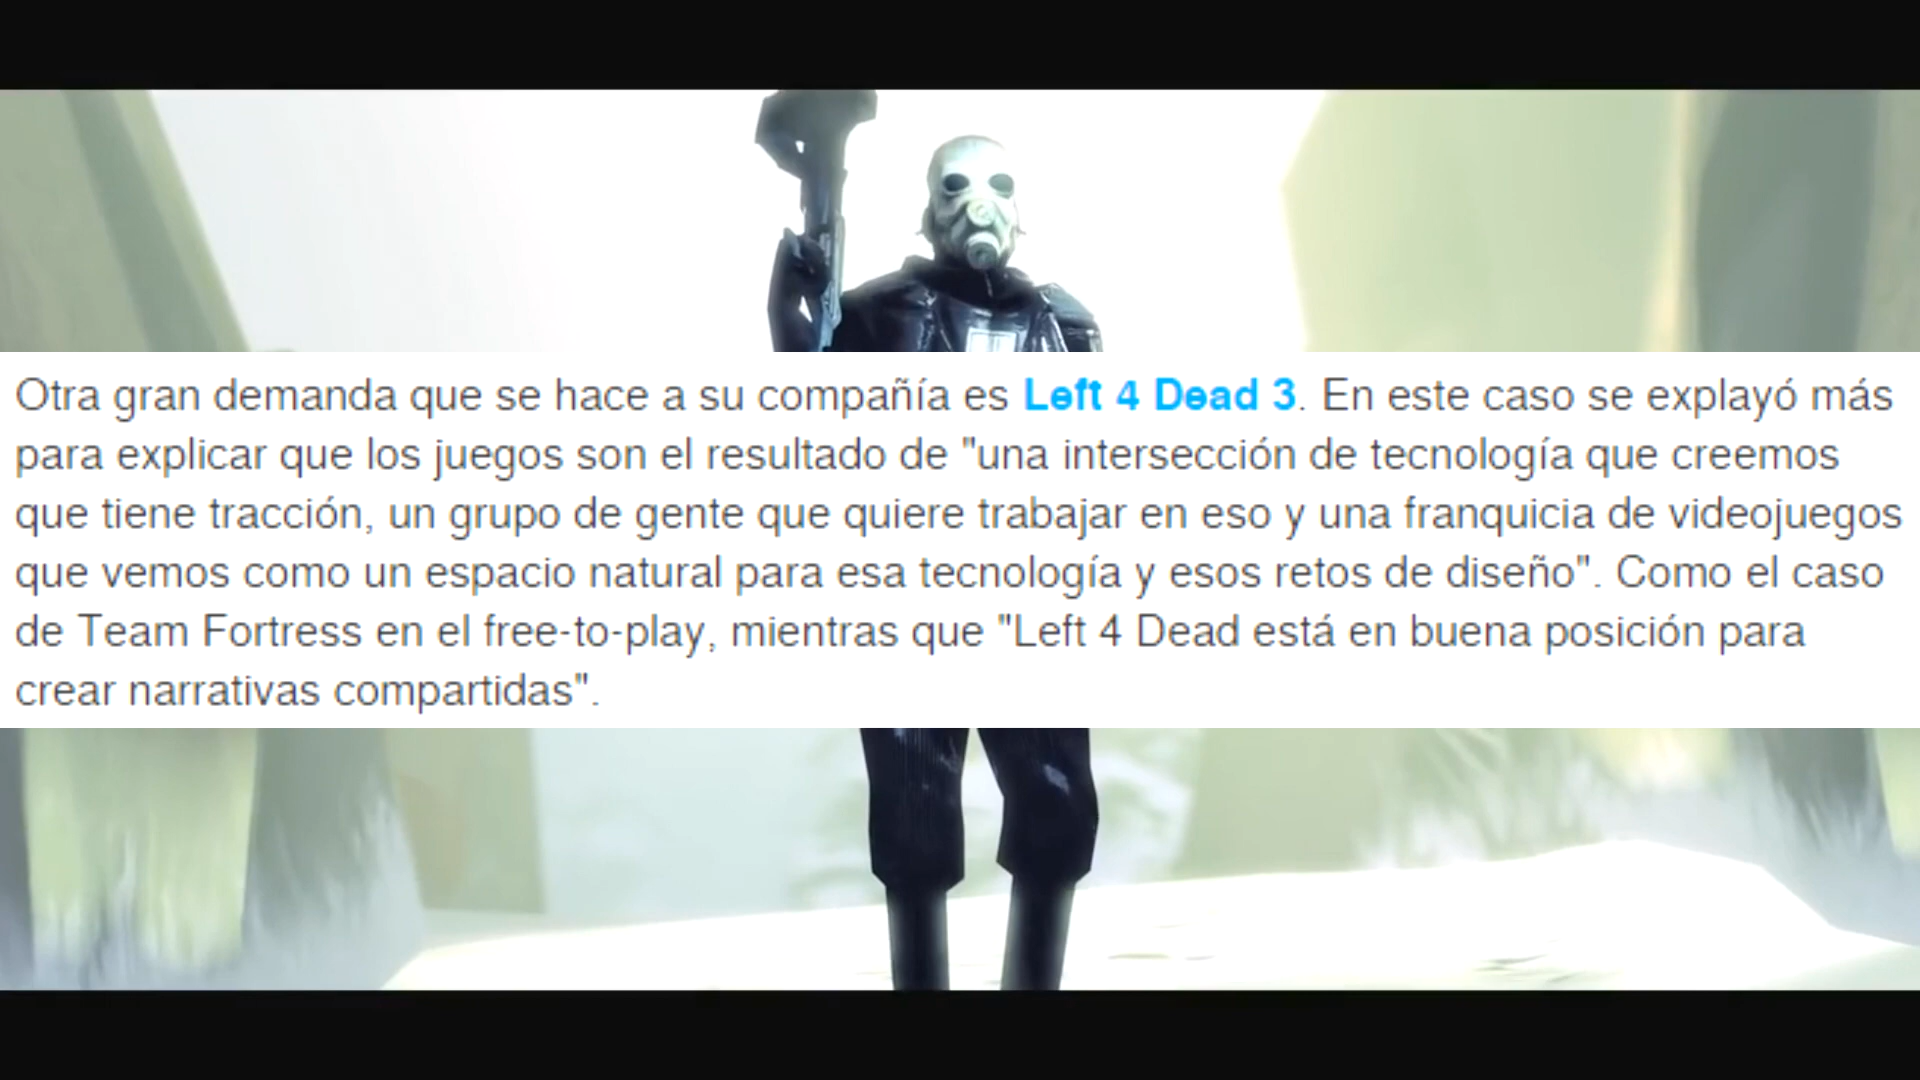 Otra gran demanda que se hace a su compañía es Left 4 Dead 3. En este caso se explayó más
para explicar que los juegos son el resultado de "una intersección de tecnología que creemos
que tiene tracción, un grupo de gente que quiere trabajar en eso y una franquicia de videojuegos
que vemos como un espacio natural para esa tecnología y esos retos de diseño". Como el caso
de Team Fortress en el free-to-play, mientras que "Left 4 Dead está en buena posición para
crear narrativas compartidas".